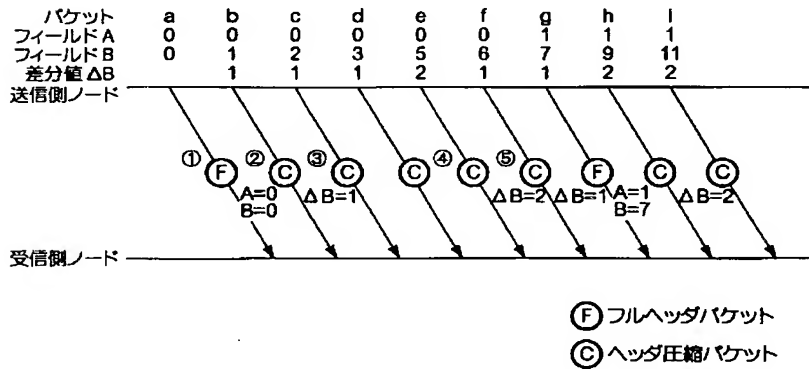 パケット a b c d e f g h i
フィールドA 0 0 0 0 0 0 1 1 1
フィールドB 0 1 2 3 5 6 7 9 11
差分値ΔB 1 1 1 2 1 1 2 2
送信側ノード
① F ② C ③ C C ④ C ⑤ C F C C
A=0 ΔB=1 ΔB=2 ΔB=1 A=1 ΔB=2
B=0 B=7
受信側ノード
F フルヘッダパケット
C ヘッダ圧縮パケット